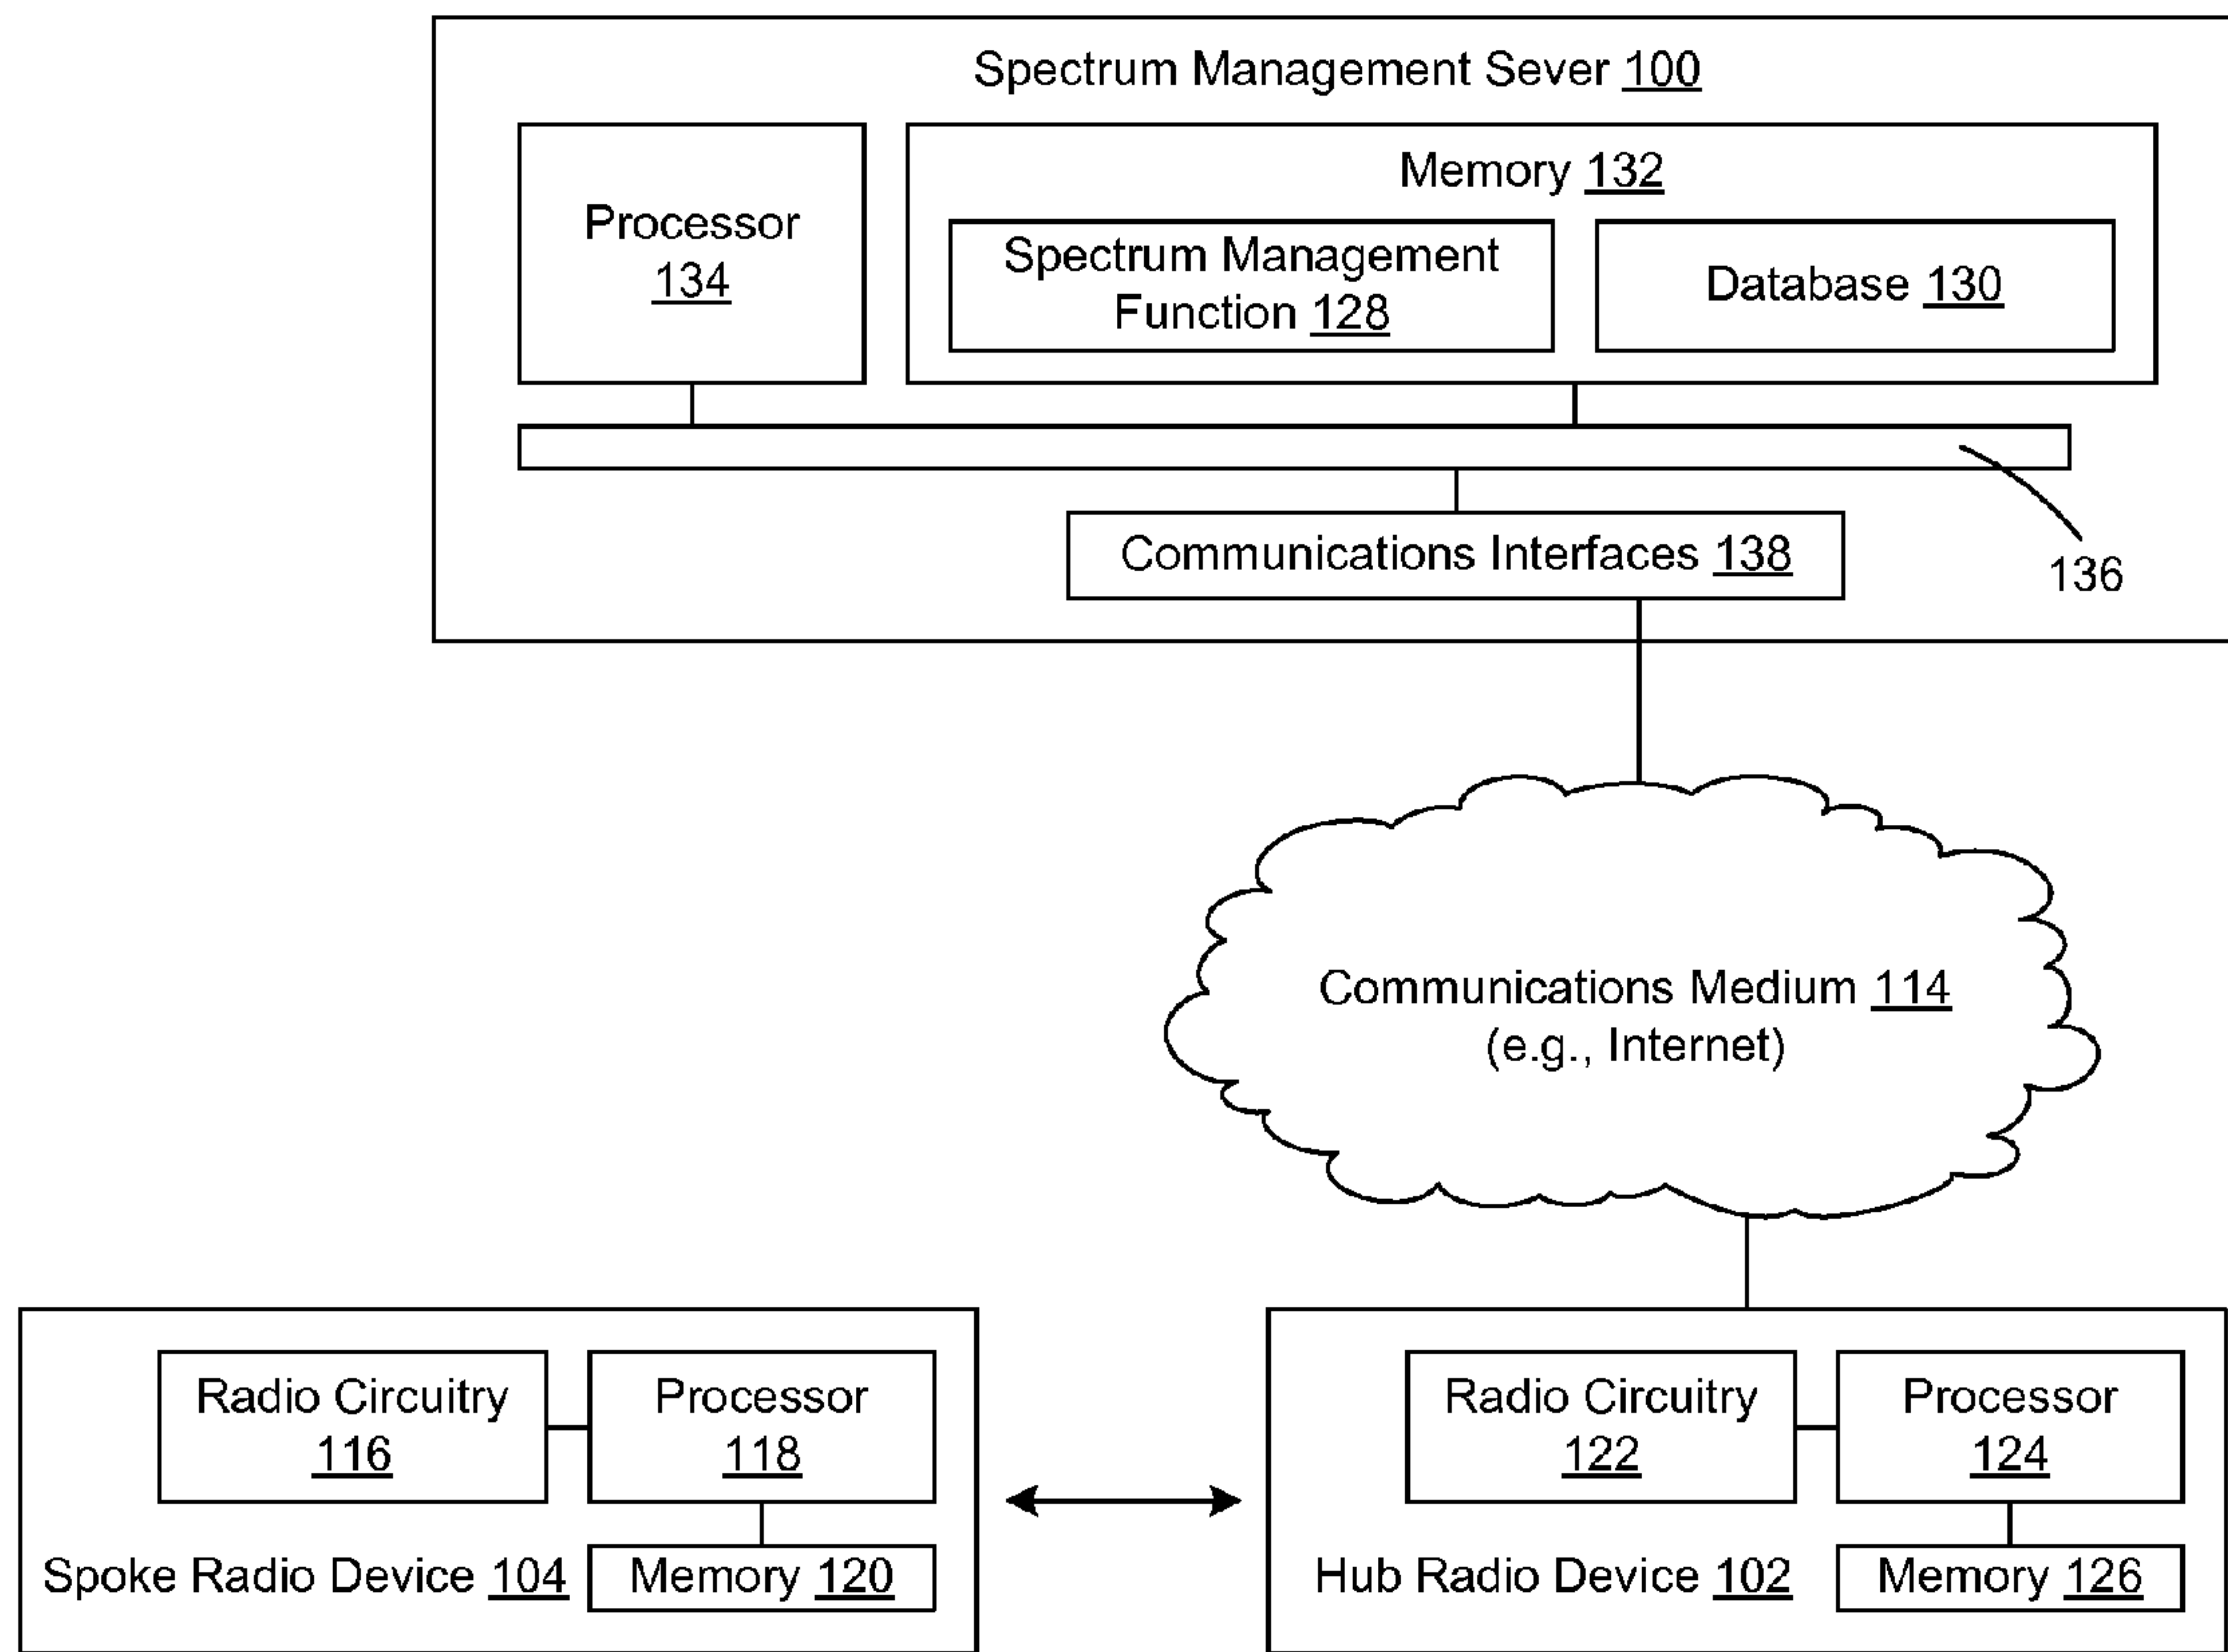 Spectrum Management Sever 100
Processor
134
Memory 132
Spectrum Management
Function 128
Database 130
Communications Interfaces 138
136
Communications Medium 114
(e.g., Internet)
Radio Circuitry
116
Processor
118
Spoke Radio Device 104
Memory 120
Radio Circuitry
122
Processor
124
Hub Radio Device 102
Memory 126